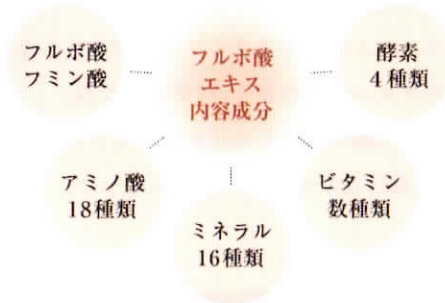 フルボ酸
フミン酸
フルボ酸
エキス
内容成分
酵素
4種類
アミノ酸
18種類
ミネラル
16種類
ビタミン
数種類